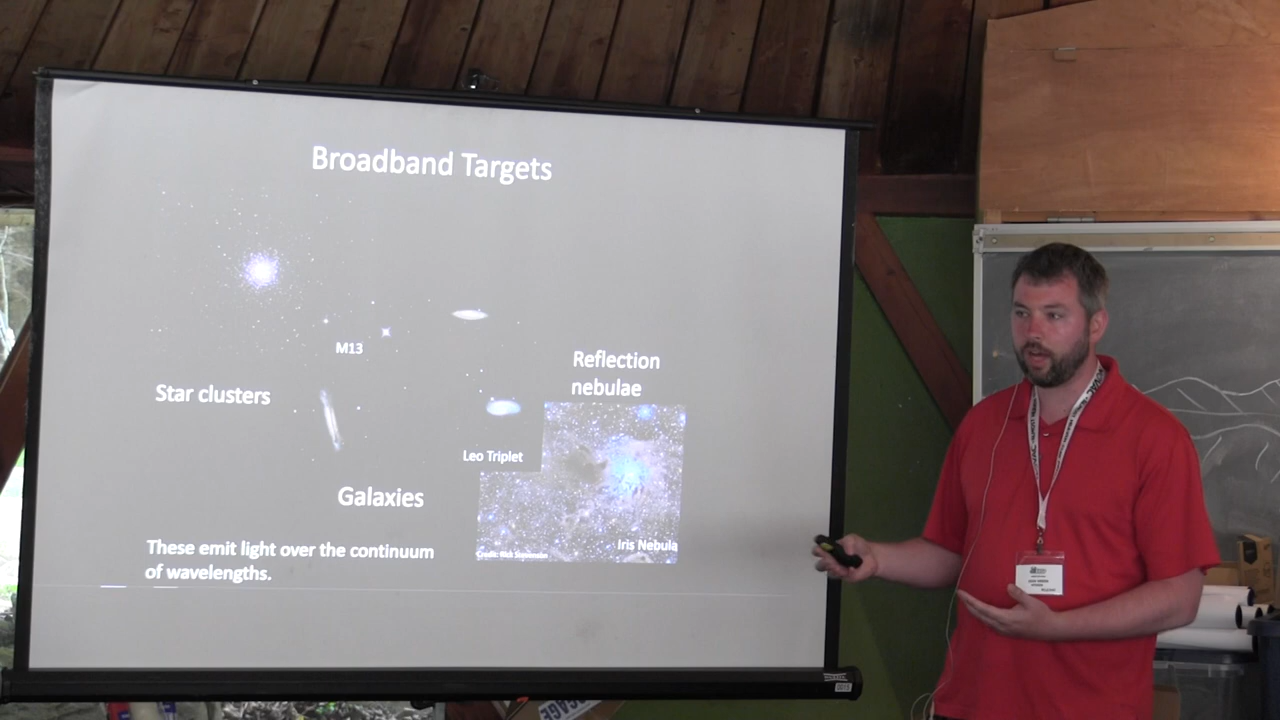 Broadband Targets
M13
Reflection
nebulae
Star clusters
Leo Triplet
Galaxies
Iris Nebula
These emit light over the continuum
of wavelengths.